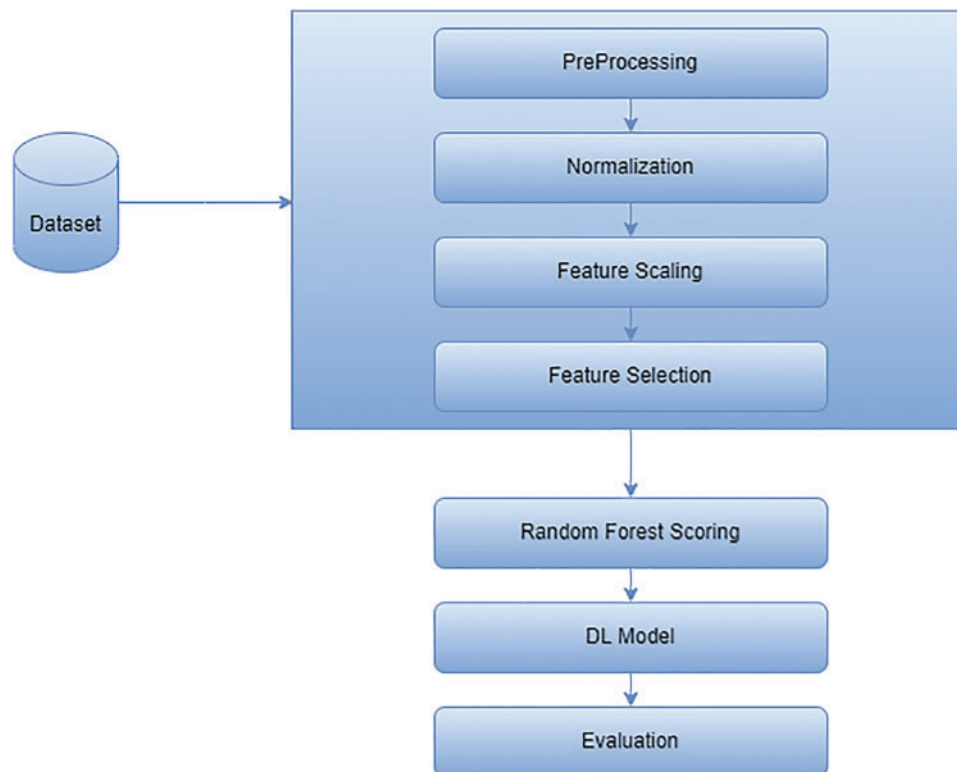 Dataset
PreProcessing
Normalization
Feature Scaling
Feature Selection
Random Forest Scoring
DL Model
Evaluation